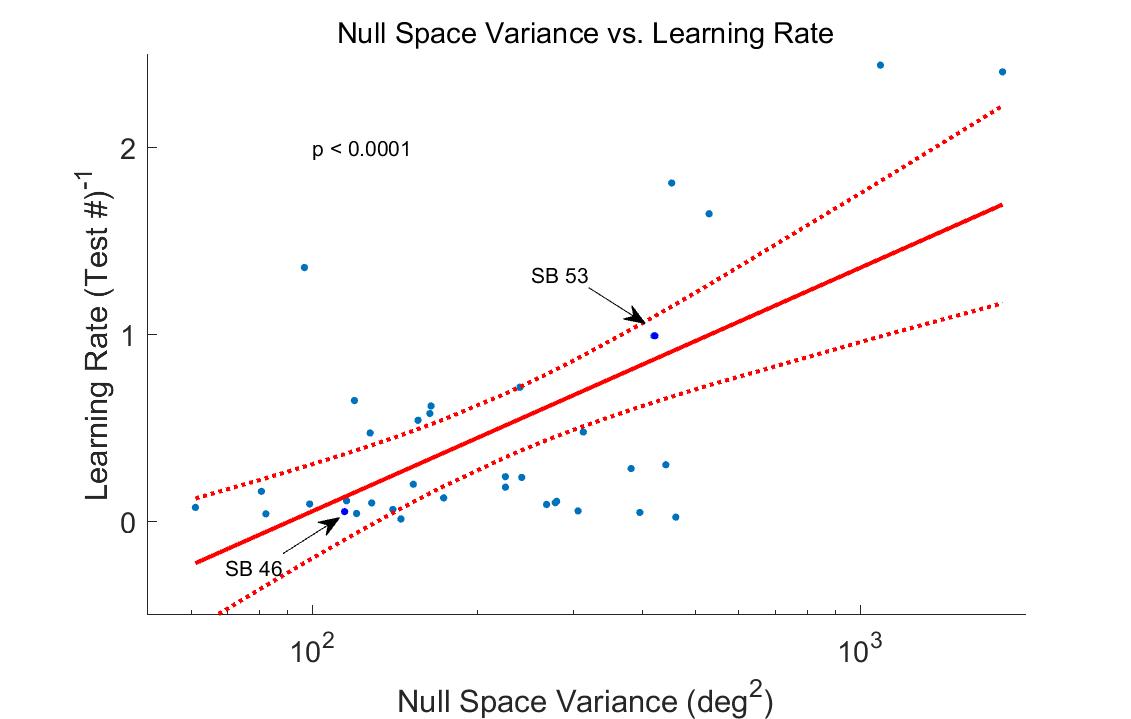 Null Space Variance vs. Learning Rate
2
p < 0.0001
Learning Rate (Test #)⁻¹
SB 53
1
0
SB 46
10² 10³
Null Space Variance (deg²)